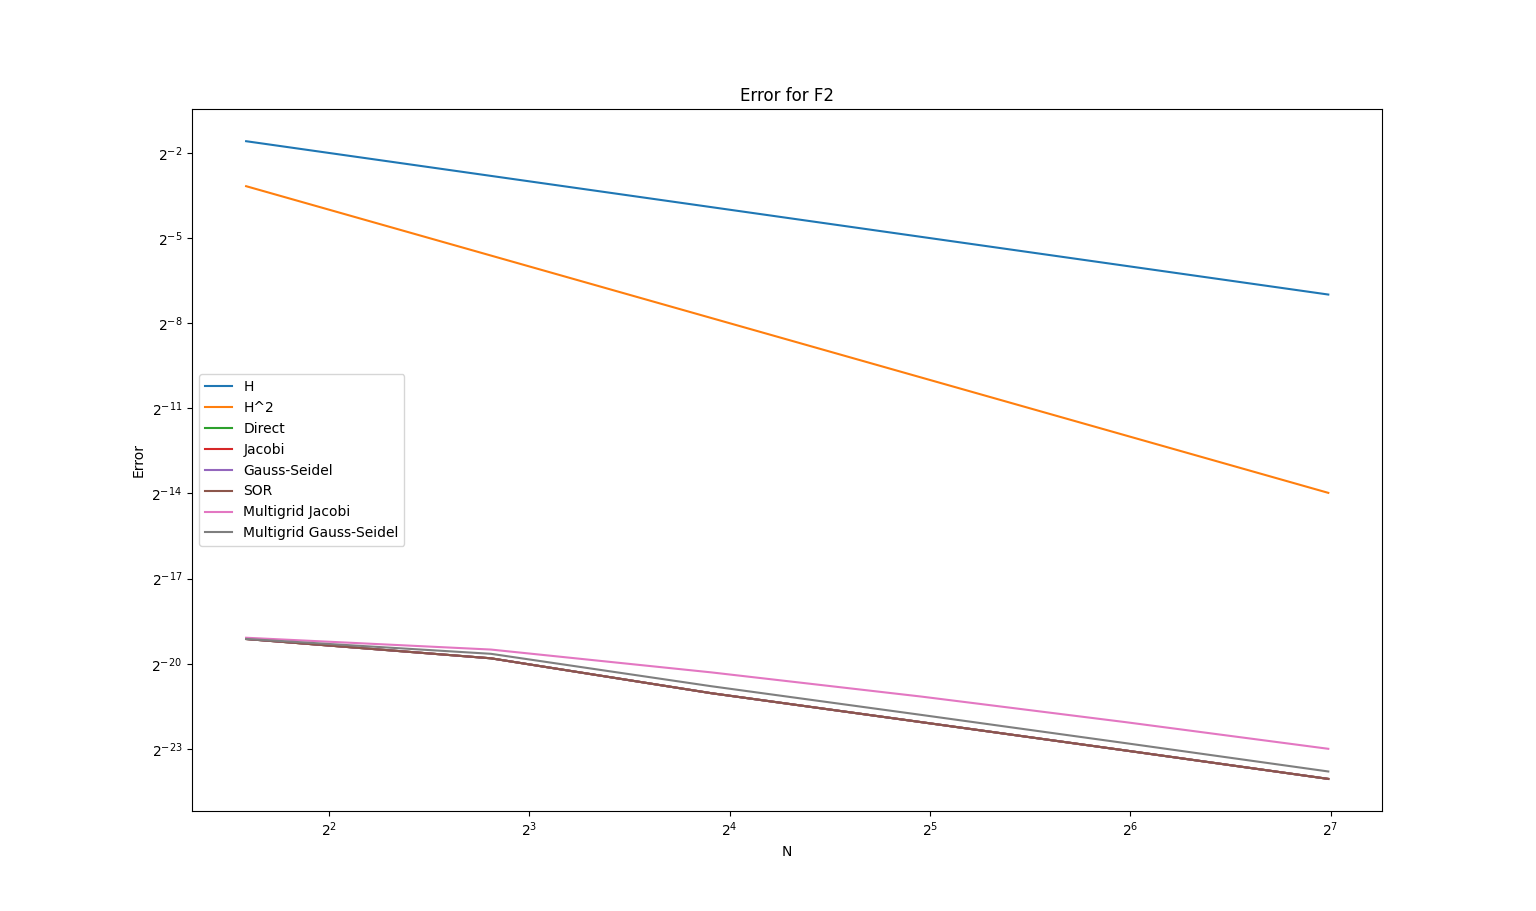 Error for F2
Error
2^{-2}
2^{-5}
2^{-8}
2^{-11}
2^{-14}
2^{-17}
2^{-20}
2^{-23}
H
H^2
Direct
Jacobi
Gauss-Seidel
SOR
Multigrid Jacobi
Multigrid Gauss-Seidel
2^2 2^3 2^4 2^5 2^6 2^7
N